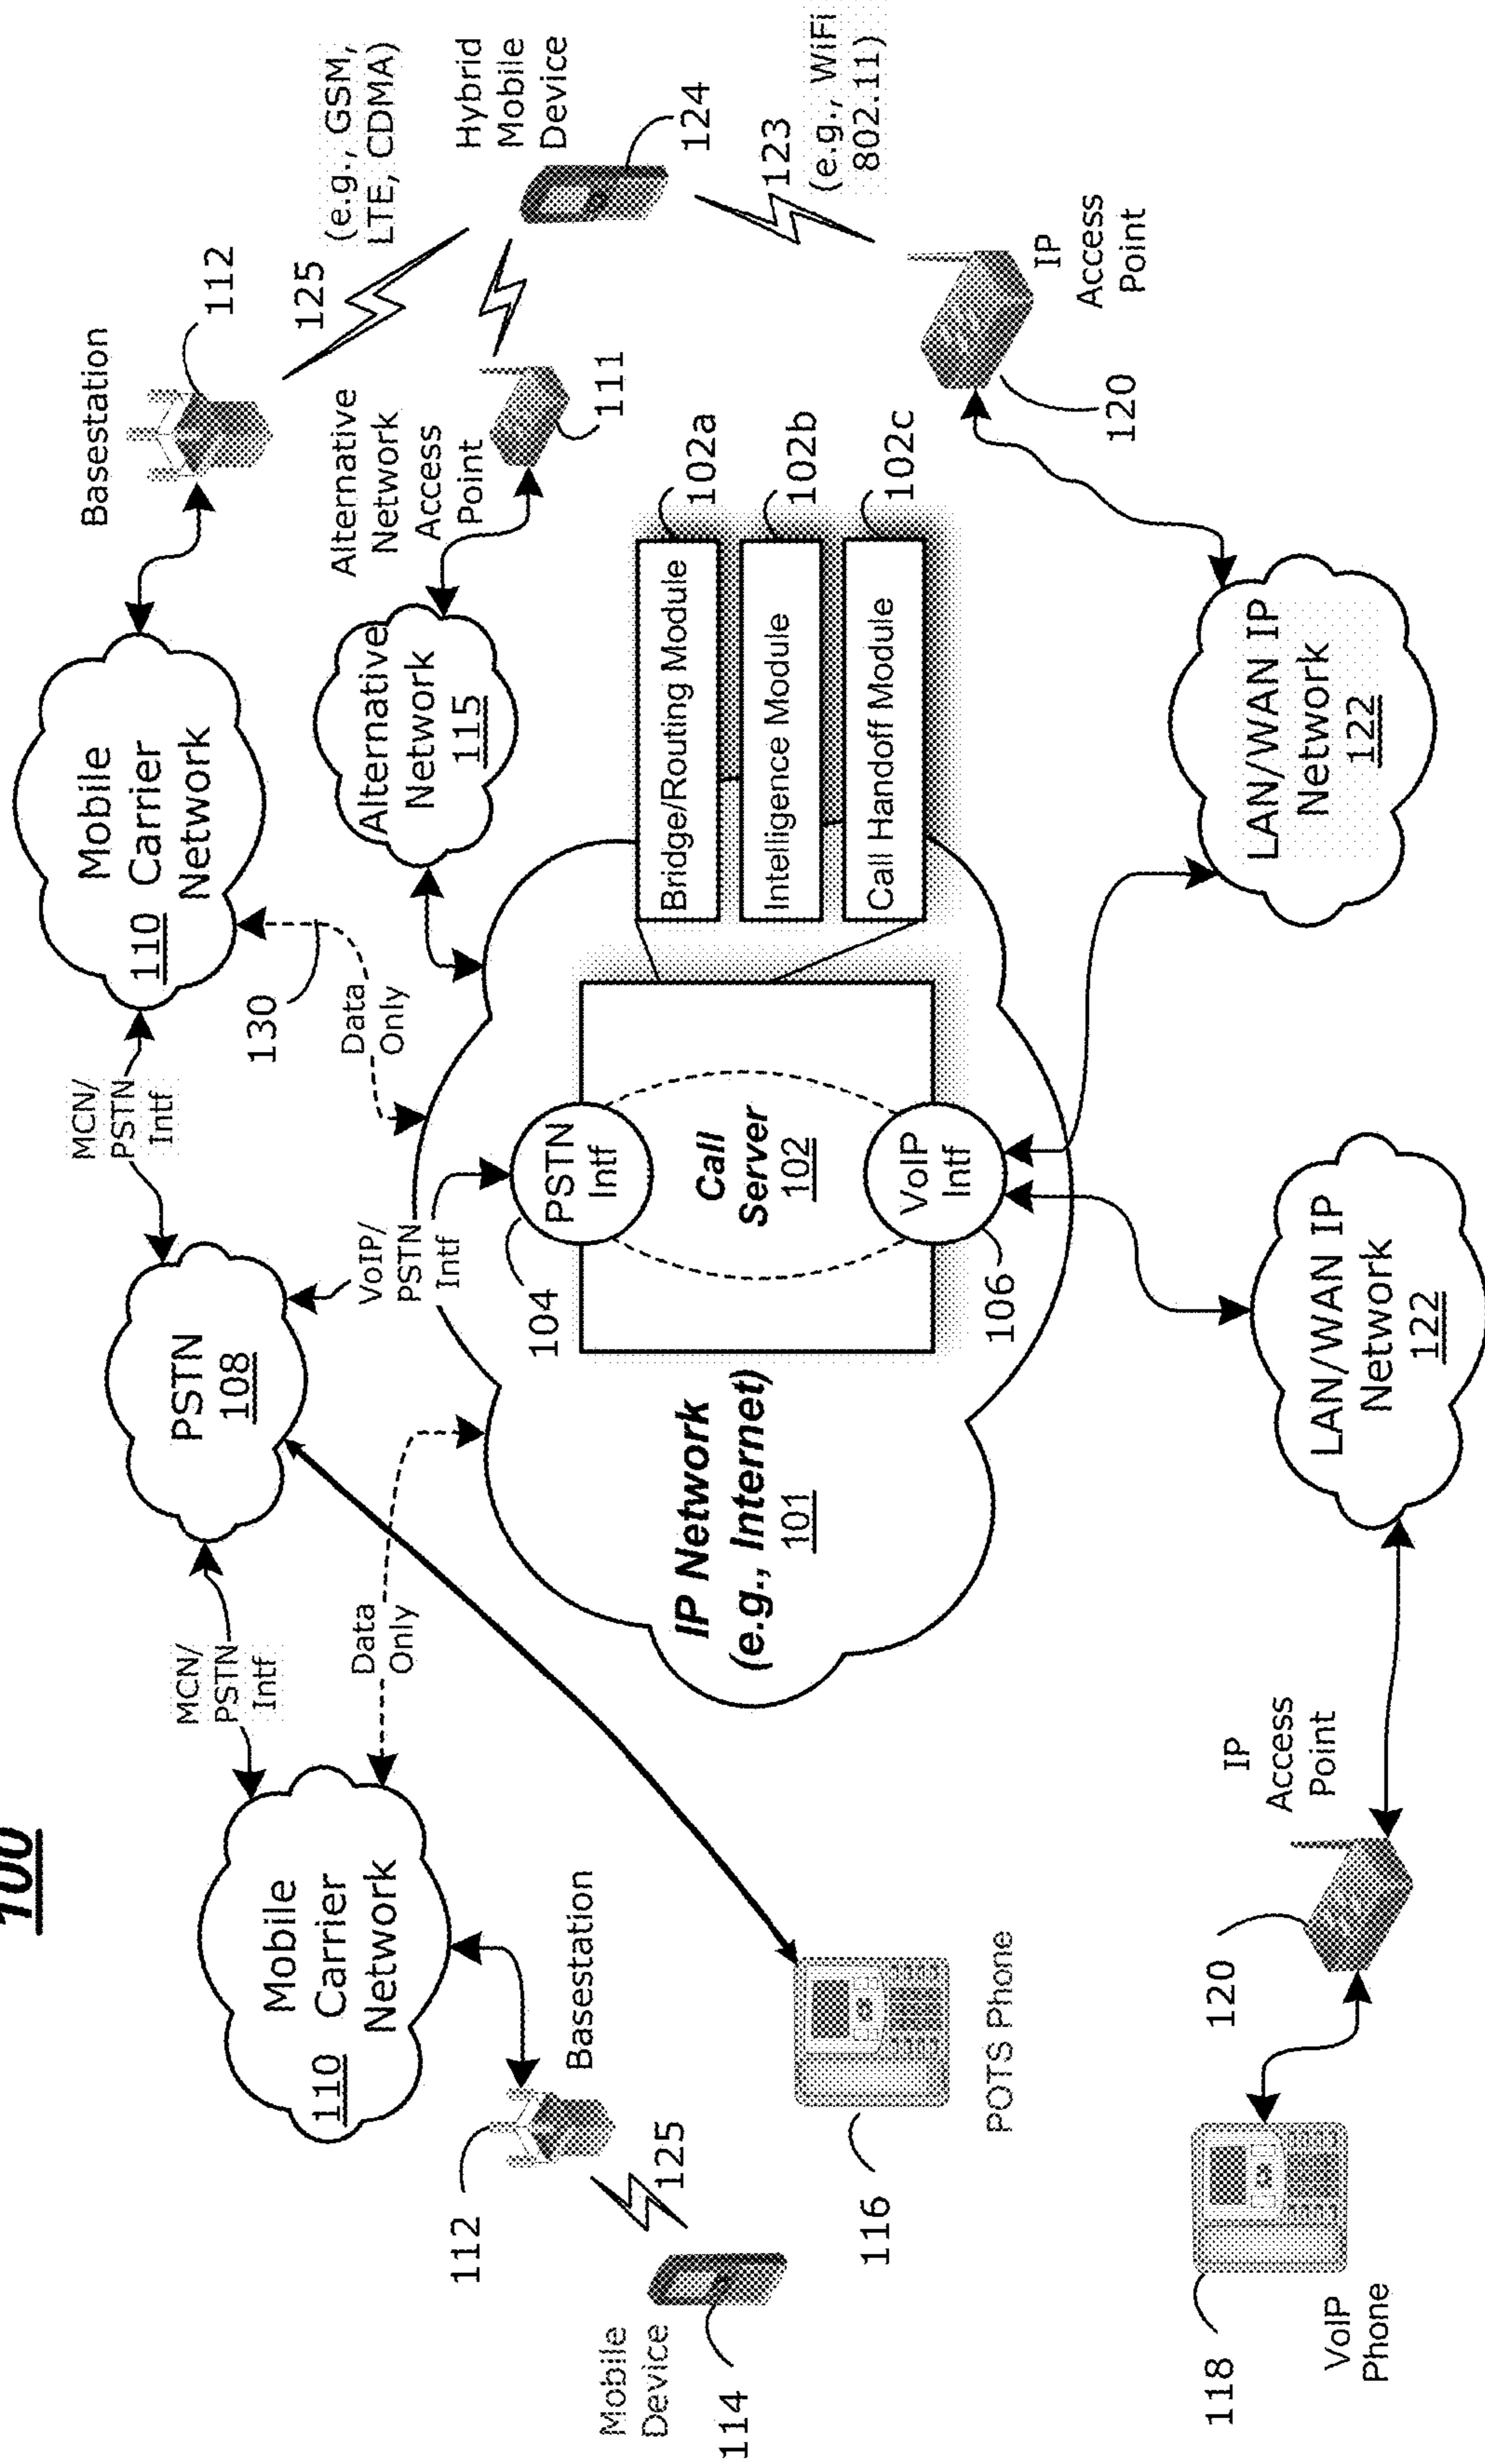 100
MCN/
PSTN
Intf
PSTN
108
MCN/
PSTN
Intf
Mobile
110 Carrier
Network
Basestation
112
125
(e.g., GSM,
LTE, CDMA)
Hybrid
Mobile
Device
124
123
(e.g., WiFi
802.11)
Mobile
110 Carrier
Network
Data
Only
VoIP/
PSTN
Intf
130
Data
Only
Alternative
Network
115
Alternative
Network
Access
Point
111
112
Basestation
125
Mobile
Device
114
116
POTS Phone
IP Network
(e.g., Internet)
101
104
PSTN
Intf
Call
Server
102
VoIP
Intf
106
Bridge/Routing Module
102a
Intelligence Module
102b
Call Handoff Module
102c
IP
Access
Point
120
118
VoIP
Phone
120
IP
Access
Point
LAN/WAN IP
Network
122
LAN/WAN IP
Network
122